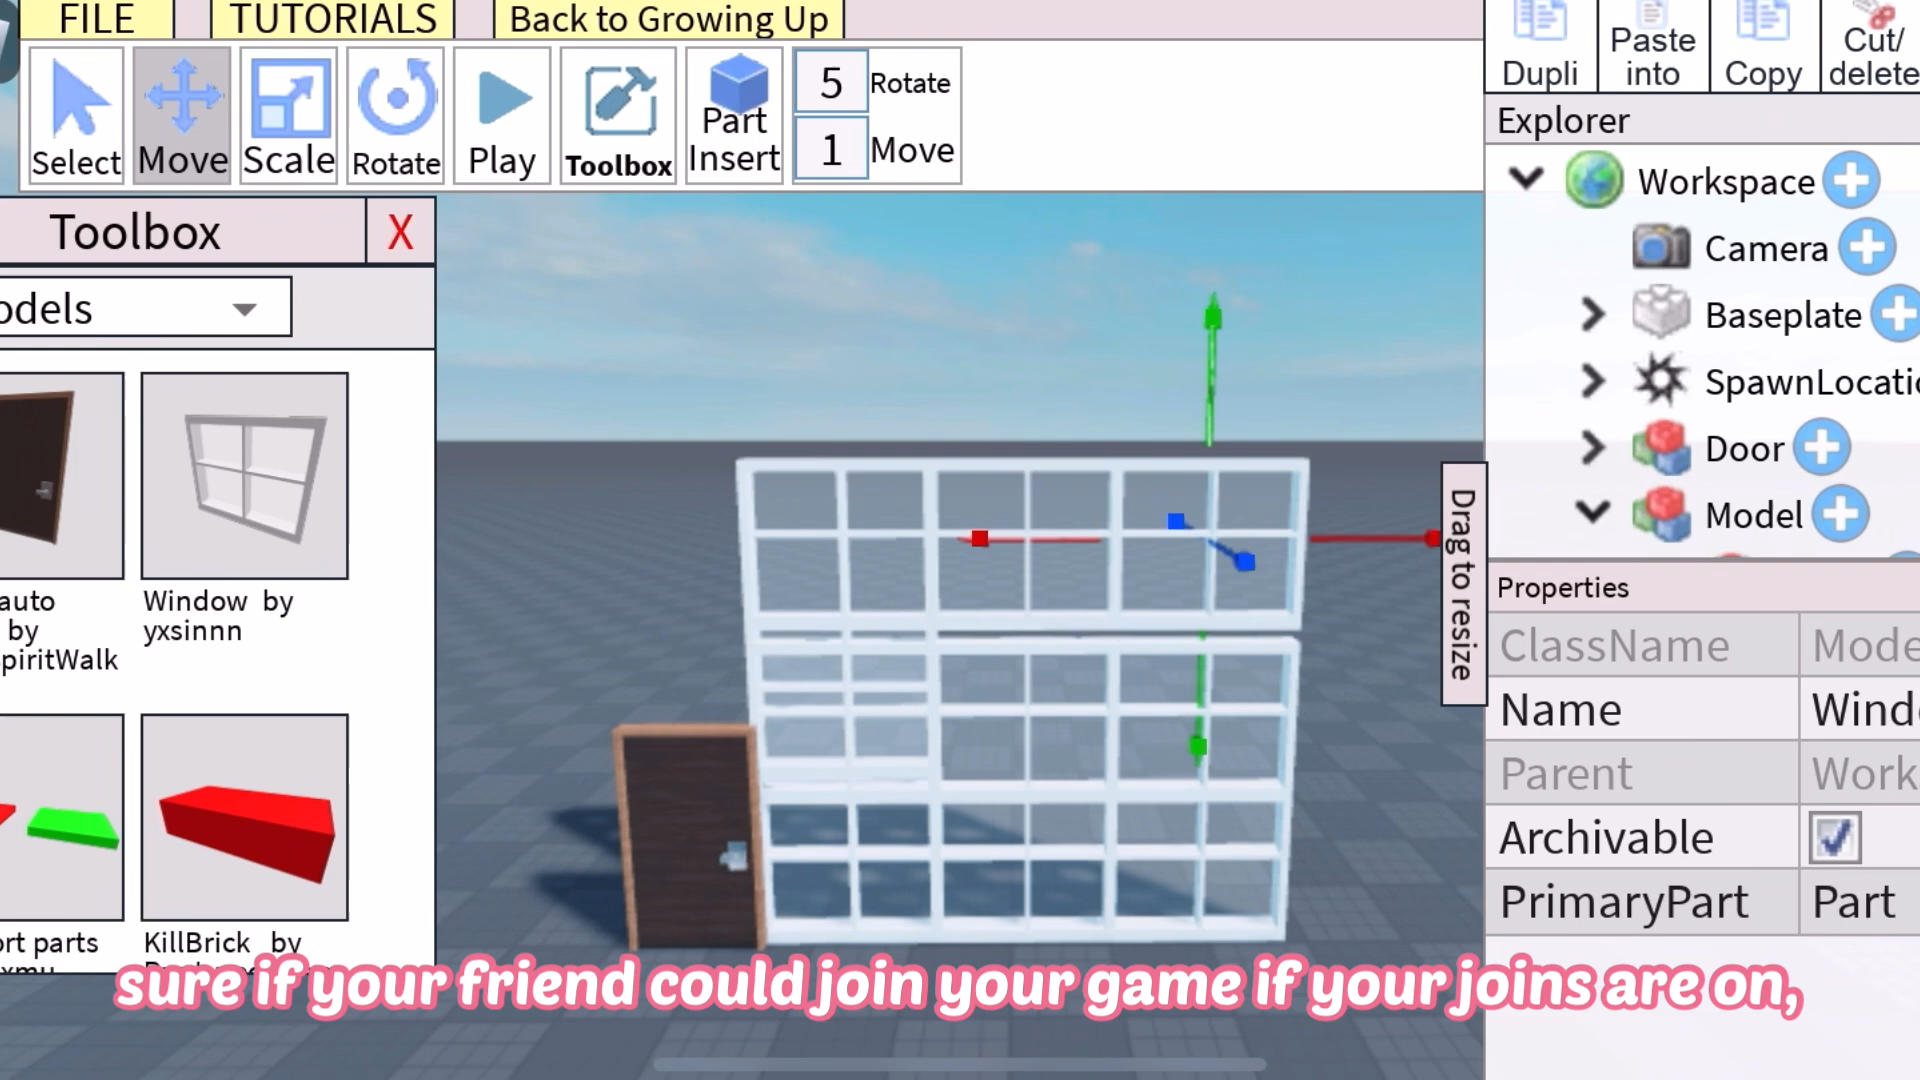 FILE
TUTORIALS
Back to Growing Up
Select
Move
Scale
Rotate
Play
Toolbox
Part
Insert
5
Rotate
1
Move
Dupli
Paste
into
Copy
Cut/
delete
Toolbox
X
odels
auto
by
piritWalk
Window by
yxsinnn
ort parts
KillBrick by
Drag to resize
Explorer
Workspace
Camera
Baseplate
SpawnLocatio
Door
Model
Properties
ClassName
Mode
Name
Wind
Parent
Work
Archivable
PrimaryPart
Part
sure if your friend could join your game if your joins are on,